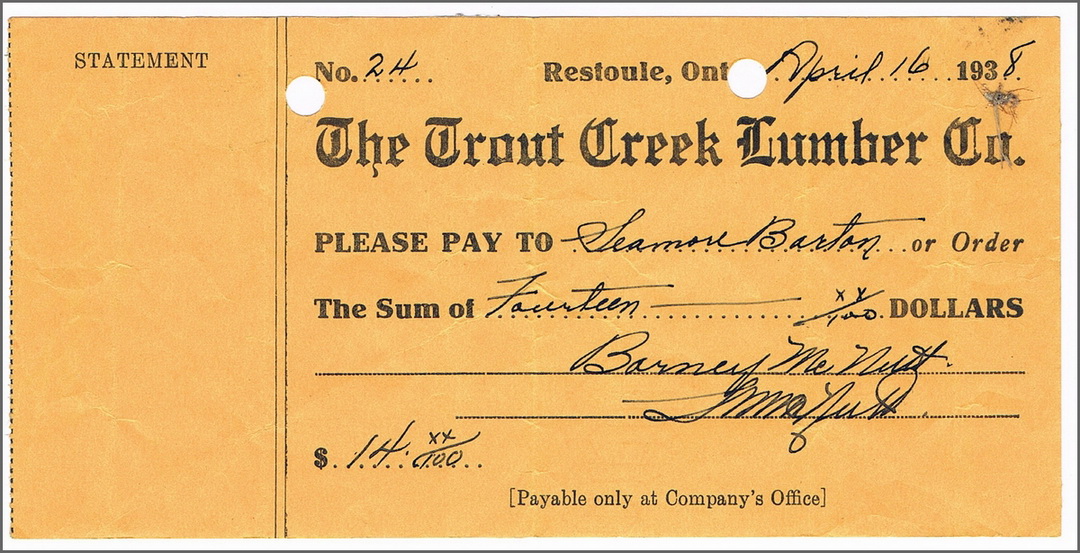 STATEMENT
No. 24 Restoule, Ont April 16 1938
The Trout Creek Lumber Co.
PLEASE PAY TO Seamore Barton or Order
The Sum of Fourteen xx/100 DOLLARS
Barney McNutt
$ 14 xx/100
[Payable only at Company's Office]